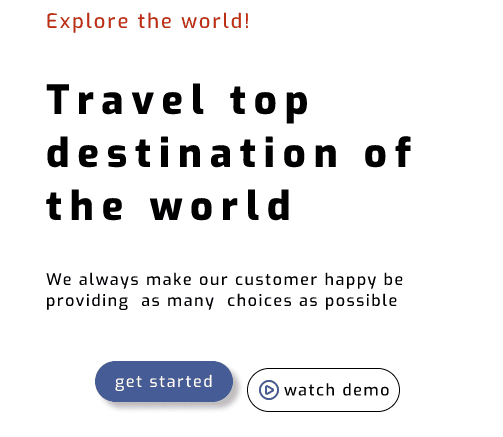 Explore the world!
Travel top
destination of
the world
We always make our customer happy be
providing as many choices as possible
get started
watch demo